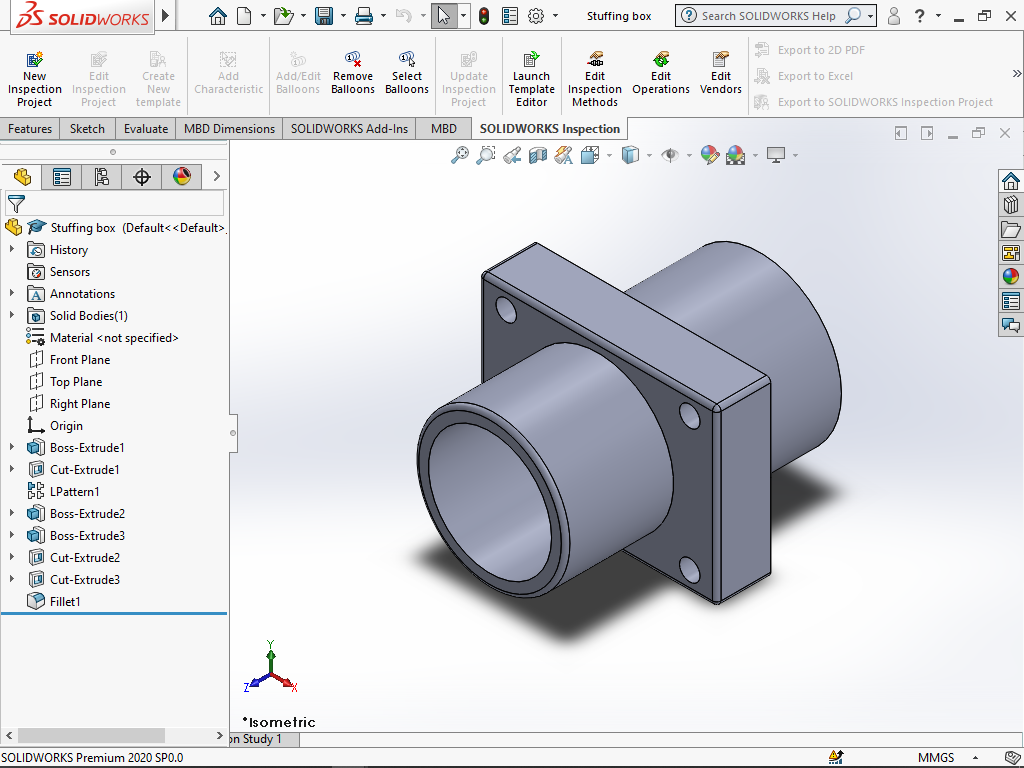 SOLIDWORKS
Stuffing box
Search SOLIDWORKS Help
New Inspection Project
Edit Inspection Project
Create New template
Add Characteristic
Add/Edit Balloons
Remove Balloons
Select Balloons
Update Inspection Project
Launch Template Editor
Edit Inspection Methods
Edit Operations
Edit Vendors
Export to 2D PDF
Export to Excel
Export to SOLIDWORKS Inspection Project
Features
Sketch
Evaluate
MBD Dimensions
SOLIDWORKS Add-Ins
MBD
SOLIDWORKS Inspection
Stuffing box (Default<<Default>
History
Sensors
Annotations
Solid Bodies(1)
Material <not specified>
Front Plane
Top Plane
Right Plane
Origin
Boss-Extrude1
Cut-Extrude1
LPattern1
Boss-Extrude2
Boss-Extrude3
Cut-Extrude2
Cut-Extrude3
Fillet1
Y
Z
X
*Isometric
on Study 1
SOLIDWORKS Premium 2020 SP0.0
MMGS